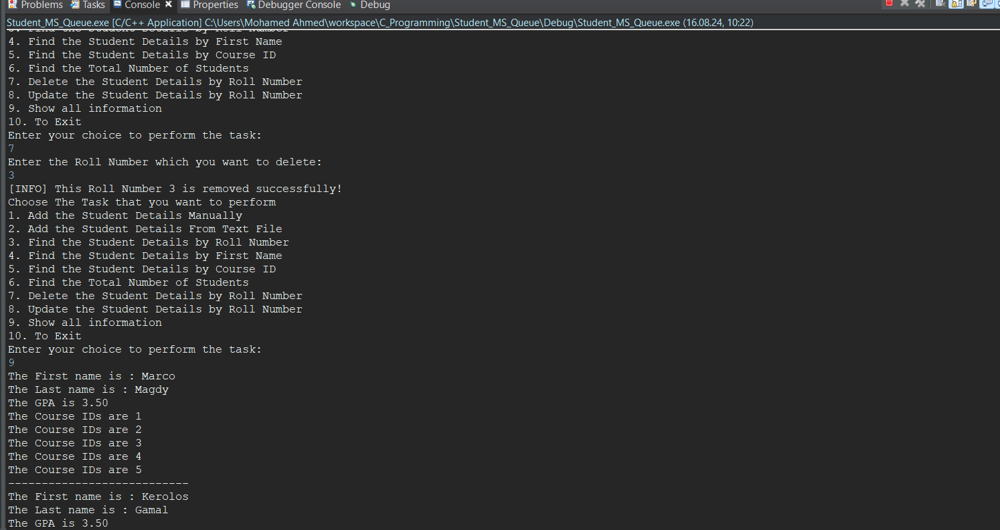 Problems Tasks Console Properties Debugger Console Debug
Student_MS_Queue.exe [C/C++ Application] C:\Users\Mohamed Ahmed\workspace\C_Programming\Student_MS_Queue\Debug\Student_MS_Queue.exe (16.08.24, 10:22)
3. Find the Student Details by Roll Number
4. Find the Student Details by First Name
5. Find the Student Details by Course ID
6. Find the Total Number of Students
7. Delete the Student Details by Roll Number
8. Update the Student Details by Roll Number
9. Show all information
10. To Exit
Enter your choice to perform the task:
7
Enter the Roll Number which you want to delete:
3
[INFO] This Roll Number 3 is removed successfully!
Choose The Task that you want to perform
1. Add the Student Details Manually
2. Add the Student Details From Text File
3. Find the Student Details by Roll Number
4. Find the Student Details by First Name
5. Find the Student Details by Course ID
6. Find the Total Number of Students
7. Delete the Student Details by Roll Number
8. Update the Student Details by Roll Number
9. Show all information
10. To Exit
Enter your choice to perform the task:
9
The First name is : Marco
The Last name is : Magdy
The GPA is 3.50
The Course IDs are 1
The Course IDs are 2
The Course IDs are 3
The Course IDs are 4
The Course IDs are 5
---------------------------
The First name is : Kerolos
The Last name is : Gamal
The GPA is 3.50